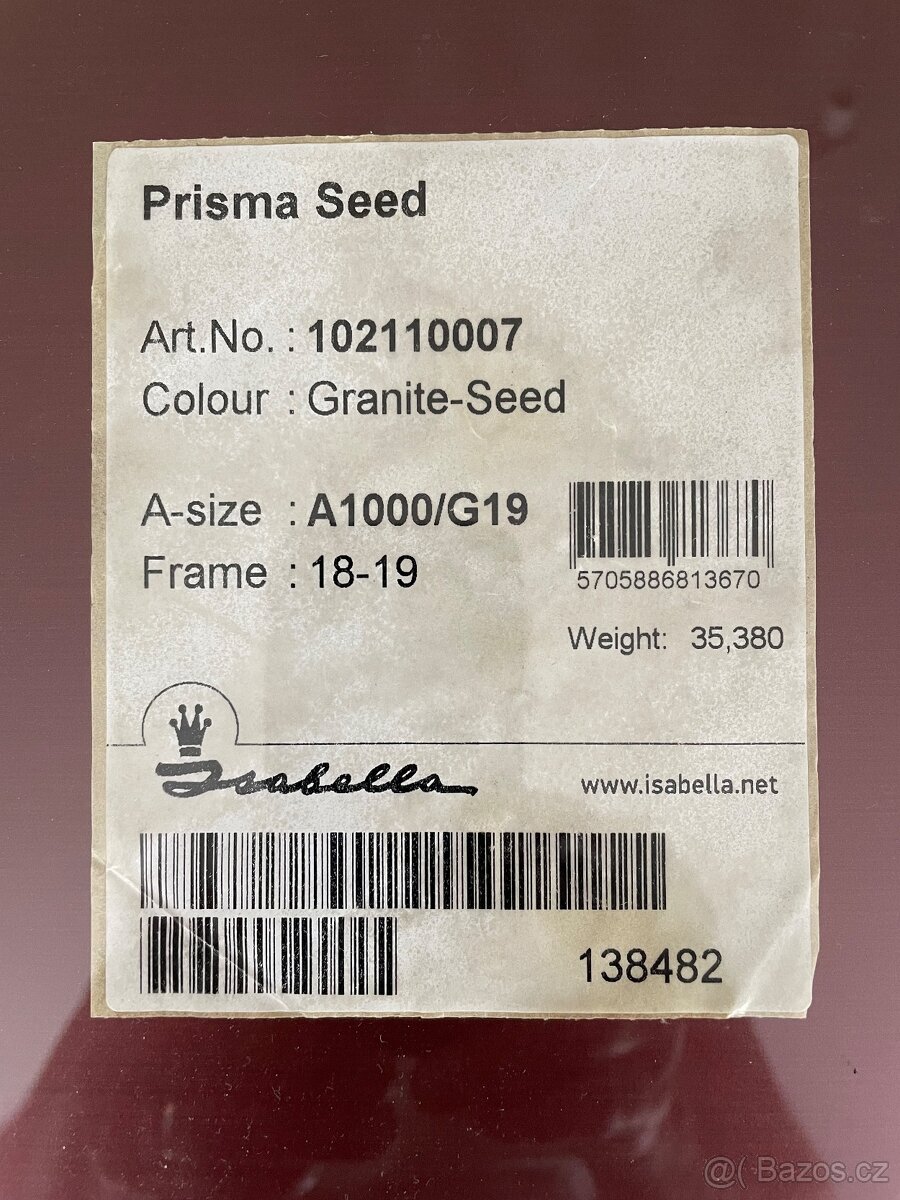 Prisma Seed
Art.No. : 102110007
Colour : Granite-Seed
A-size : A1000/G19
Frame : 18-19
5705886813670
Weight: 35,380
Isabella
www.isabella.net
138482
@( Bazos.cz